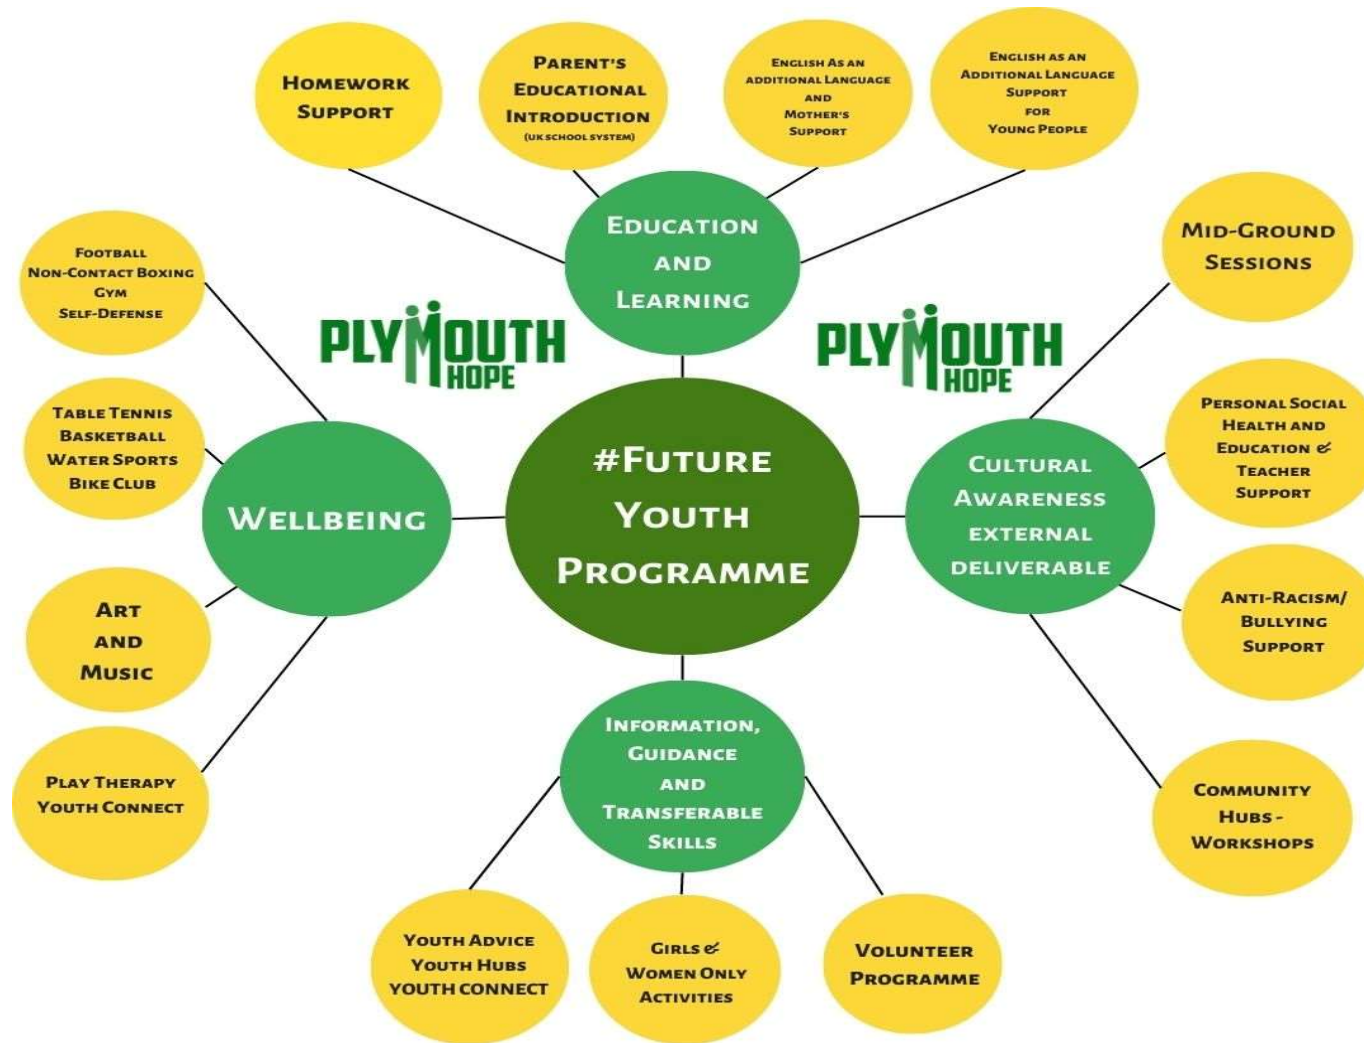 Homework
Support
Parent's
Educational
Introduction
(UK school system)
English As an
additional Language
and
Mother's
Support
English as an
Additional Language
Support
for
Young People
Education
and
Learning
Mid-Ground
Sessions
Football
Non-Contact Boxing
Gym
Self-Defense
PLYMOUTH
HOPE
PLYMOUTH
HOPE
Table Tennis
Basketball
Water Sports
Bike Club
Wellbeing
#Future
Youth
Programme
Cultural
Awareness
external
deliverable
Personal Social
Health and
Education &
Teacher
Support
Art
and
Music
Anti-Racism/
Bullying
Support
Play Therapy
Youth Connect
Information,
Guidance
and
Transferable
Skills
Community
Hubs -
Workshops
Youth Advice
Youth Hubs
youth connect
Girls &
Women Only
Activities
Volunteer
Programme